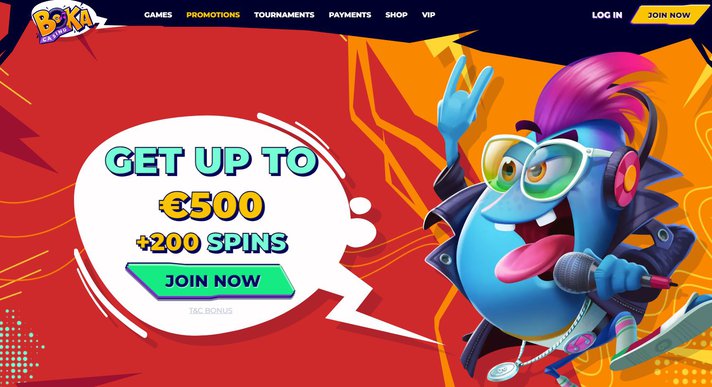 BOKA
CASINO
GAMES PROMOTIONS TOURNAMENTS PAYMENTS SHOP VIP
LOG IN JOIN NOW
GET UP TO
€500
+200 SPINS
JOIN NOW
T&C BONUS